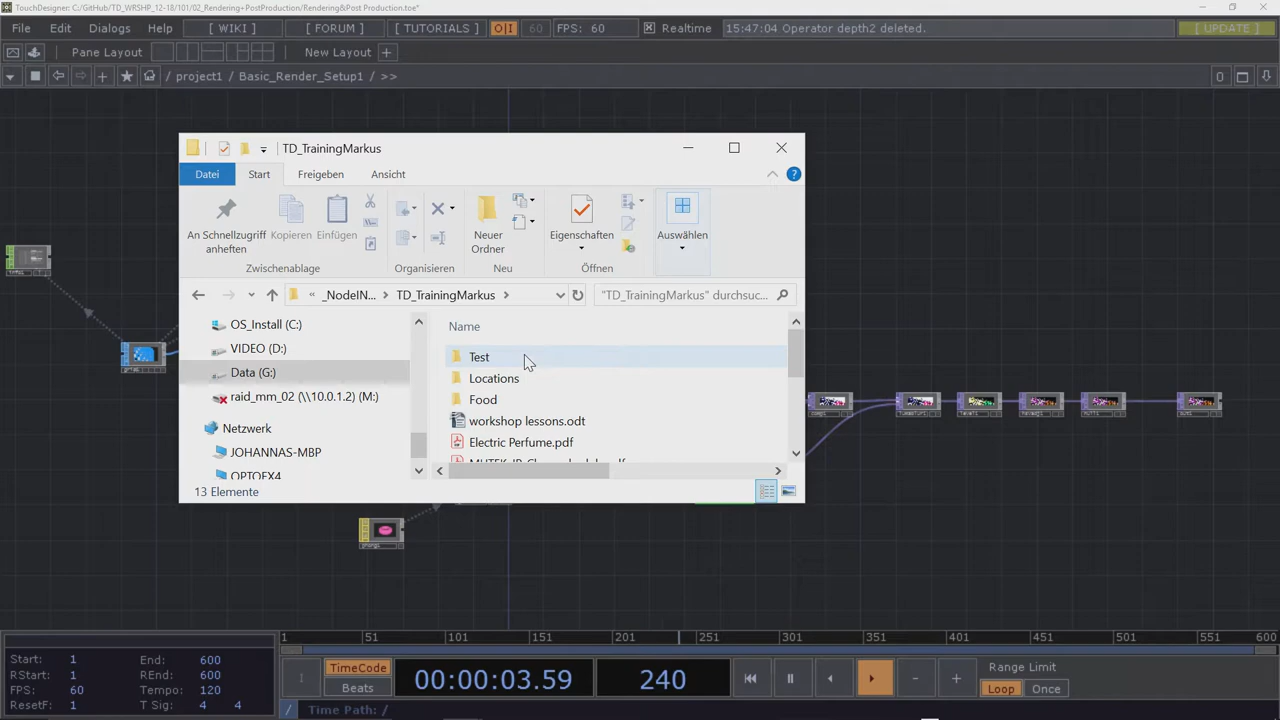 TouchDesigner: C:/GitHub/TD_WRSHP_12-18/101/02_Rendering+PostProduction/Rendering&Post Production.toe*
File Edit Dialogs [ WIKI ] [ FORUM ] [ TUTORIALS ] O|I 60 FPS: 60 Realtime 15:47:04 Operator depth2 deleted. [ UPDATE ]
Pane Layout New Layout +
/ project1 / Basic_Render_Setup1 / >> 0
TD_TrainingMarkus
Datei Start Freigeben Ansicht
An Schnellzugriff anheften
Kopieren
Einfügen
Neuer Ordner
Eigenschaften
Auswählen
Zwischenablage Organisieren Neu Öffnen
« _NodeIN... TD_TrainingMarkus "TD_TrainingMarkus" durchsuc...
OS_Install (C:)
VIDEO (D:)
Data (G:)
raid_mm_02 (\\10.0.1.2) (M:)
Netzwerk
JOHANNAS-MBP
OPTOFX4
Name
Test
Locations
Food
workshop lessons.odt
Electric Perfume.pdf
13 Elemente
1 51 101 151 201 251 301 351 401 451 501 551 600
Start: 1 End: 600
RStart: 1 REnd: 600
FPS: 60 Tempo: 120
ResetF: 1 T Sig: 4 4
1
TimeCode
Beats
00:00:03.59
240
Range Limit
Loop Once
/ Time Path: /